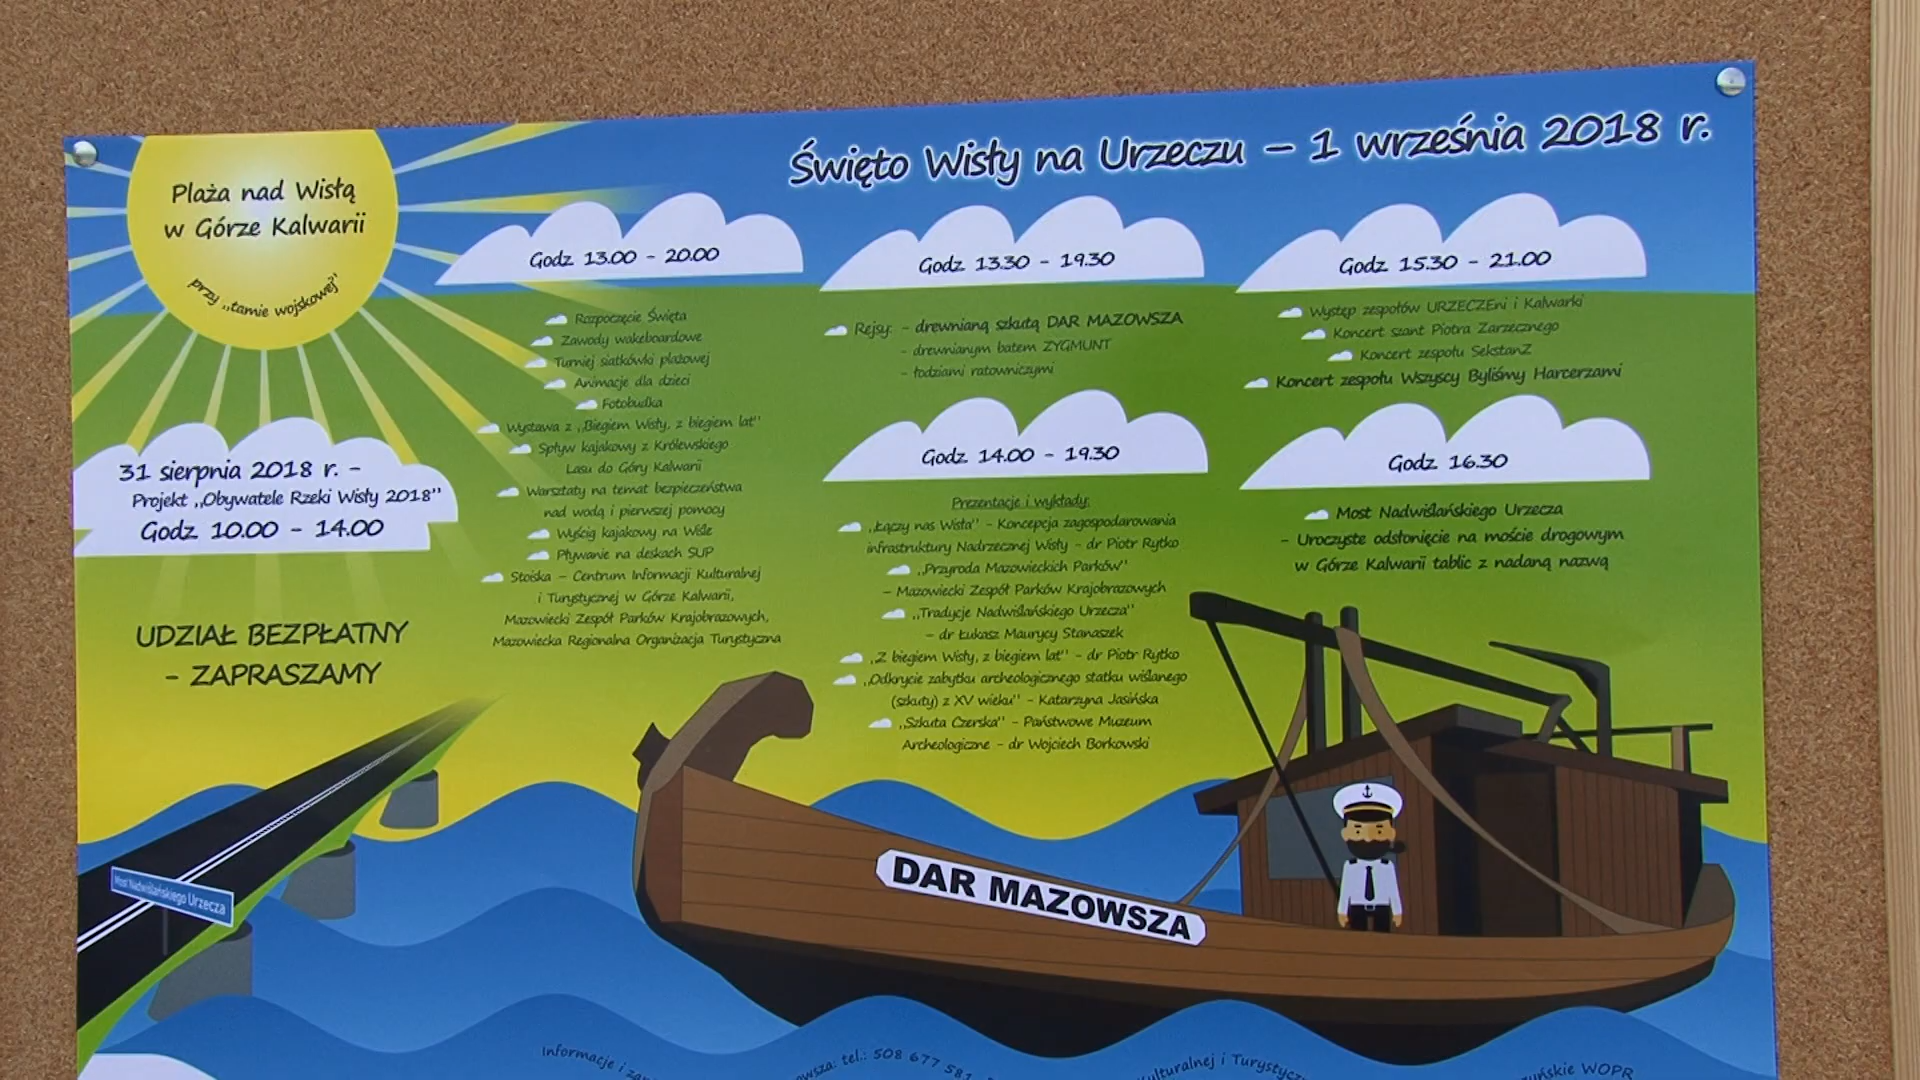 Święto Wisły na Urzeczu – 1 września 2018 r.
Plaża nad Wisłą
w Górze Kalwarii
przy „tamie wojskowej”
31 sierpnia 2018 r. –
Projekt „Obywatele Rzeki Wisły 2018”
Godz 10.00 – 14.00
UDZIAŁ BEZPŁATNY
- ZAPRASZAMY
Godz 13.00 - 20.00
Rozpoczęcie Święta
Zawody wakeboardowe
Turniej siatkówki plażowej
Animacje dla dzieci
Fotobudka
Wystawa z „Biegiem Wisły, z biegiem lat”
Spływ kajakowy z Królewskiego
Lasu do Góry Kalwarii
Warsztaty na temat bezpieczeństwa
nad wodą i pierwszej pomocy
Wyścig kajakowy na Wiśle
Pływanie na deskach SUP
Stoiska – Centrum Informacji Kulturalnej
i Turystycznej w Górze Kalwarii,
Mazowiecki Zespół Parków Krajobrazowych,
Mazowiecka Regionalna Organizacja Turystyczna
Godz 13.30 - 19.30
Rejsy: - drewnianą szkutą DAR MAZOWSZA
- drewnianym batem ZYGMUNT
- łodziami ratowniczymi
Godz 14.00 - 19.30
Prezentacje i wykłady:
„Łączy nas Wisła” - Koncepcja zagospodarowania
infrastruktury Nadrzecznej Wisły - dr Piotr Rytko
„Przyroda Mazowieckich Parków”
– Mazowiecki Zespół Parków Krajobrazowych
„Tradycje Nadwiślańskiego Urzecza”
– dr Łukasz Maurycy Stanaszek
„Z biegiem Wisły, z biegiem lat” - dr Piotr Rytko
„Odkrycie zabytku archeologicznego statku wiślanego
(szkuty) z XV wieku” - Katarzyna Jasińska
„Szkuta Czerska” - Państwowe Muzeum
Archeologiczne - dr Wojciech Borkowski
Godz 15.30 - 21.00
Występ zespołów URZECZEni i Kalwarki
Koncert szant Piotra Zarzecznego
Koncert zespołu SekstanZ
Koncert zespołu Wszyscy Byliśmy Harcerzami
Godz 16.30
Most Nadwiślańskiego Urzecza
- Uroczyste odsłonięcie na moście drogowym
w Górze Kalwarii tablic z nadaną nazwą
Most Nadwiślańskiego Urzecza
DAR MAZOWSZA
Informacje i tel.: 508 677 581 i WOPR